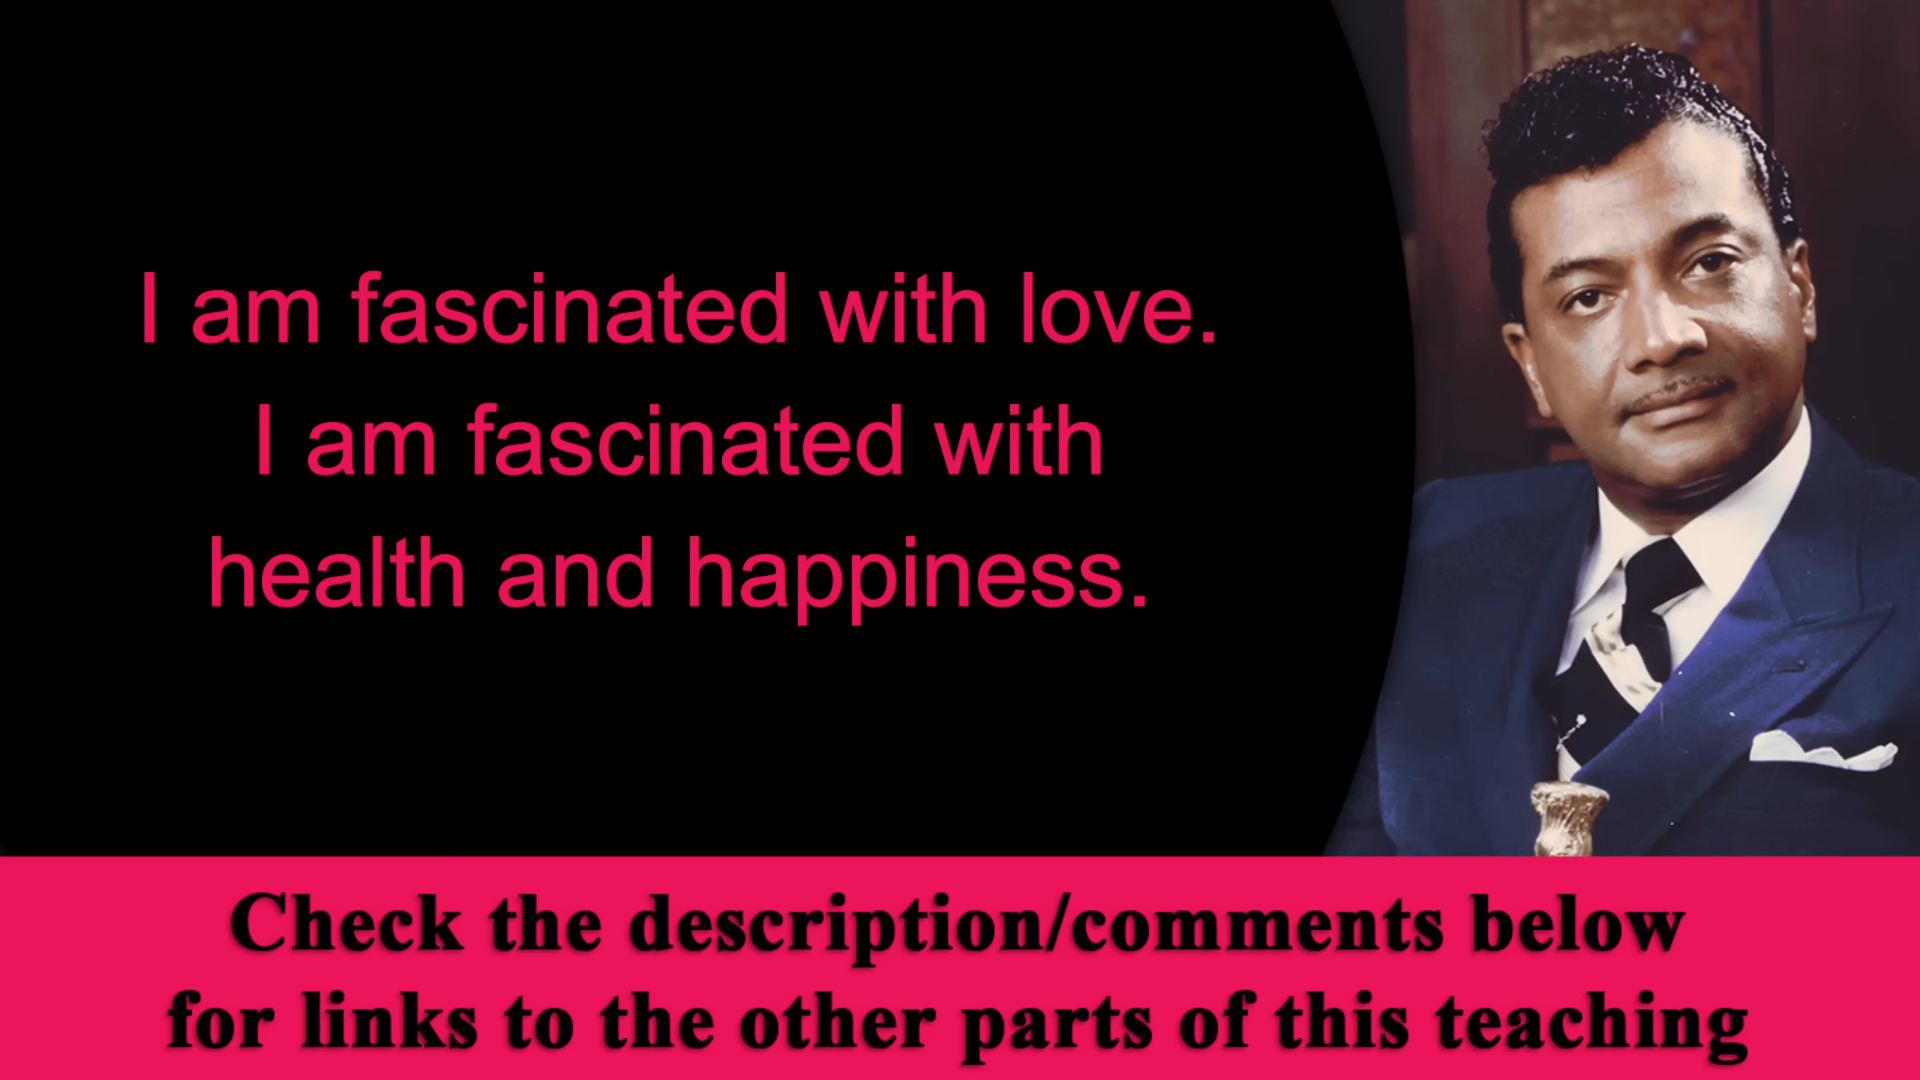 I am fascinated with love.
I am fascinated with
health and happiness.
Check the description/comments below
for links to the other parts of this teaching